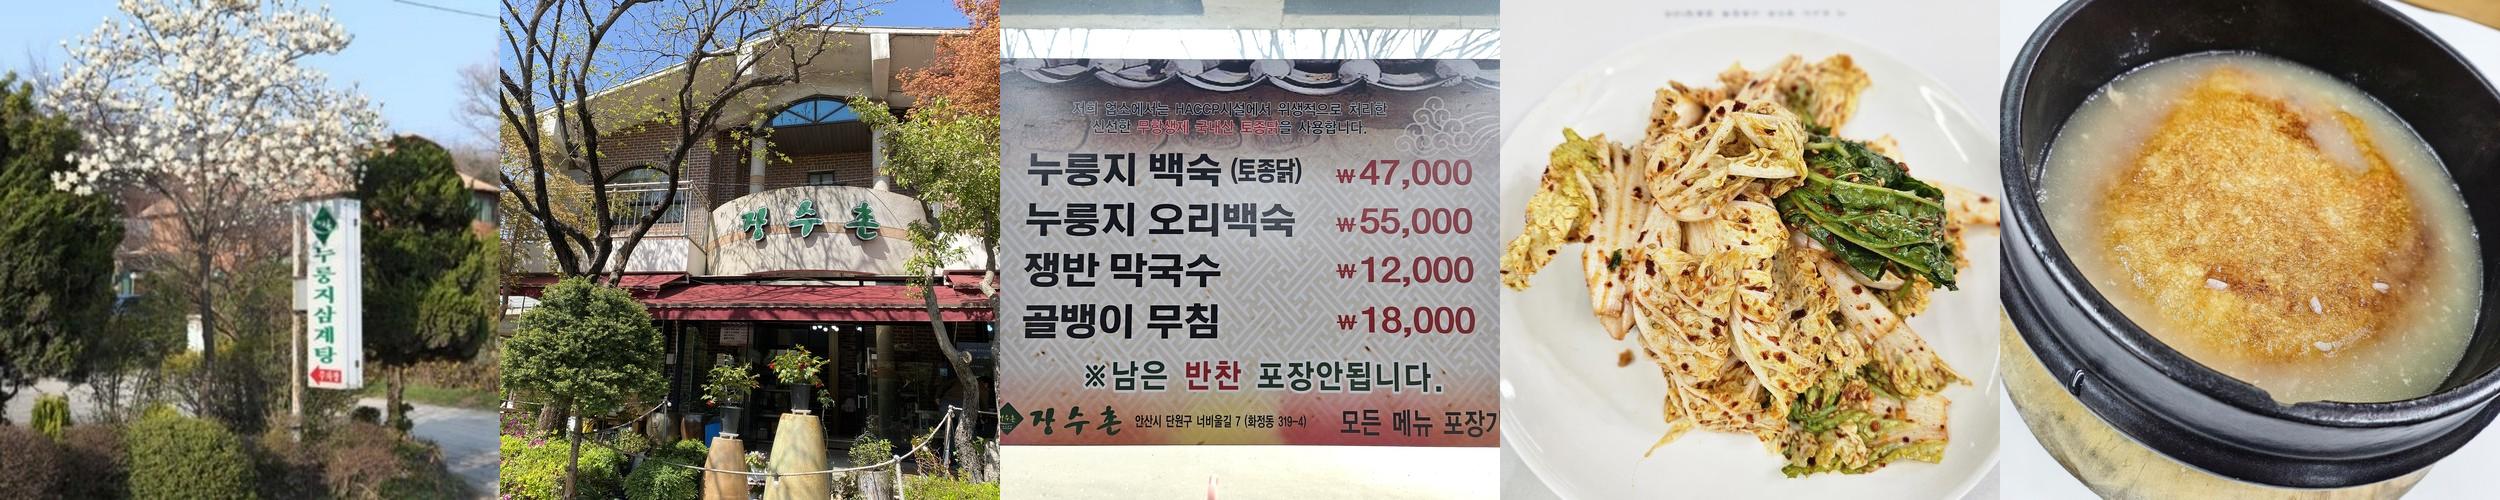 누룽지삼계탕
주차장
장수촌
저희 업소에서는 HACCP시설에서 위생적으로 처리한
신선한 무항생제 국내산 토종닭을 사용합니다.
누룽지 백숙 (토종닭) ₩47,000
누룽지 오리백숙 ₩55,000
쟁반 막국수 ₩12,000
골뱅이 무침 ₩18,000
※남은 반찬 포장안됩니다.
장수촌 안산시 단원구 너비울길 7 (화정동 319-4) 모든 메뉴 포장가